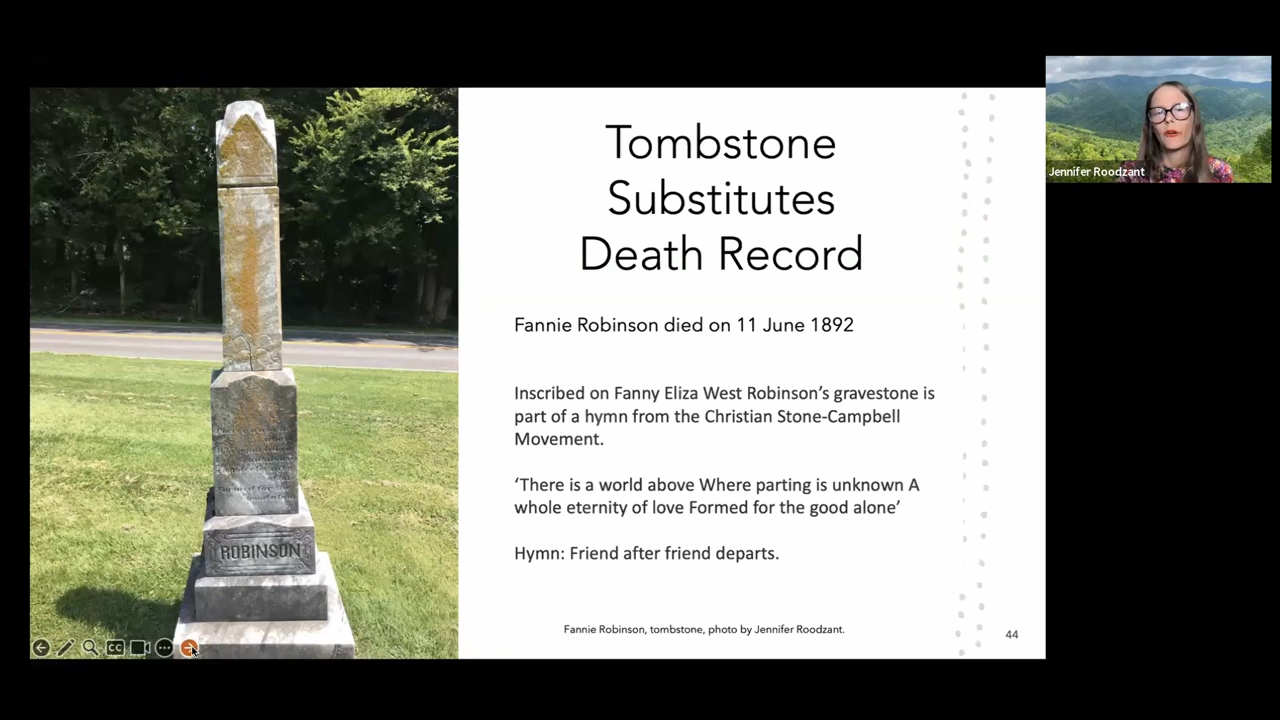 Tombstone
Substitutes
Death Record
Fannie Robinson died on 11 June 1892
Inscribed on Fanny Eliza West Robinson’s gravestone is
part of a hymn from the Christian Stone-Campbell
Movement.
‘There is a world above Where parting is unknown A
whole eternity of love Formed for the good alone’
Hymn: Friend after friend departs.
Fannie Robinson, tombstone, photo by Jennifer Roodzant.
44
ROBINSON
CC
Jennifer Roodzant